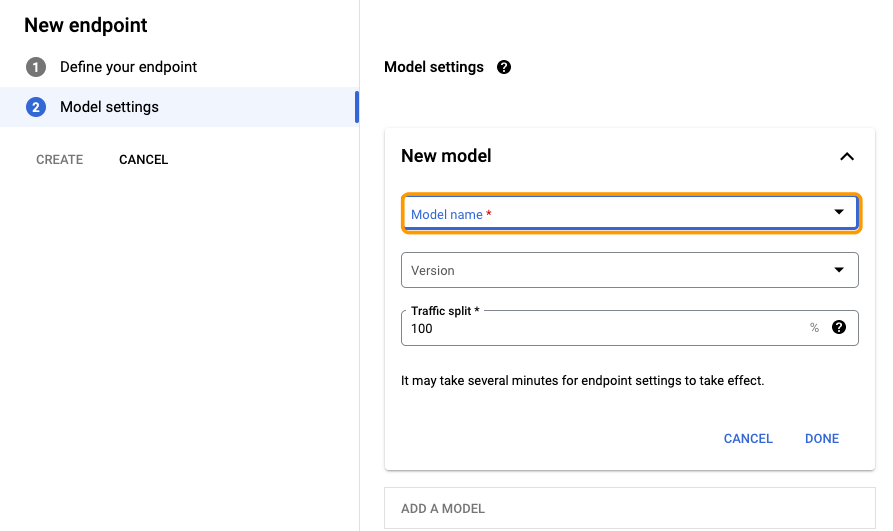 New endpoint
1 Define your endpoint
2 Model settings
CREATE CANCEL
Model settings ?
New model
Model name *
Version
Traffic split *
100 % ?
It may take several minutes for endpoint settings to take effect.
CANCEL DONE
ADD A MODEL